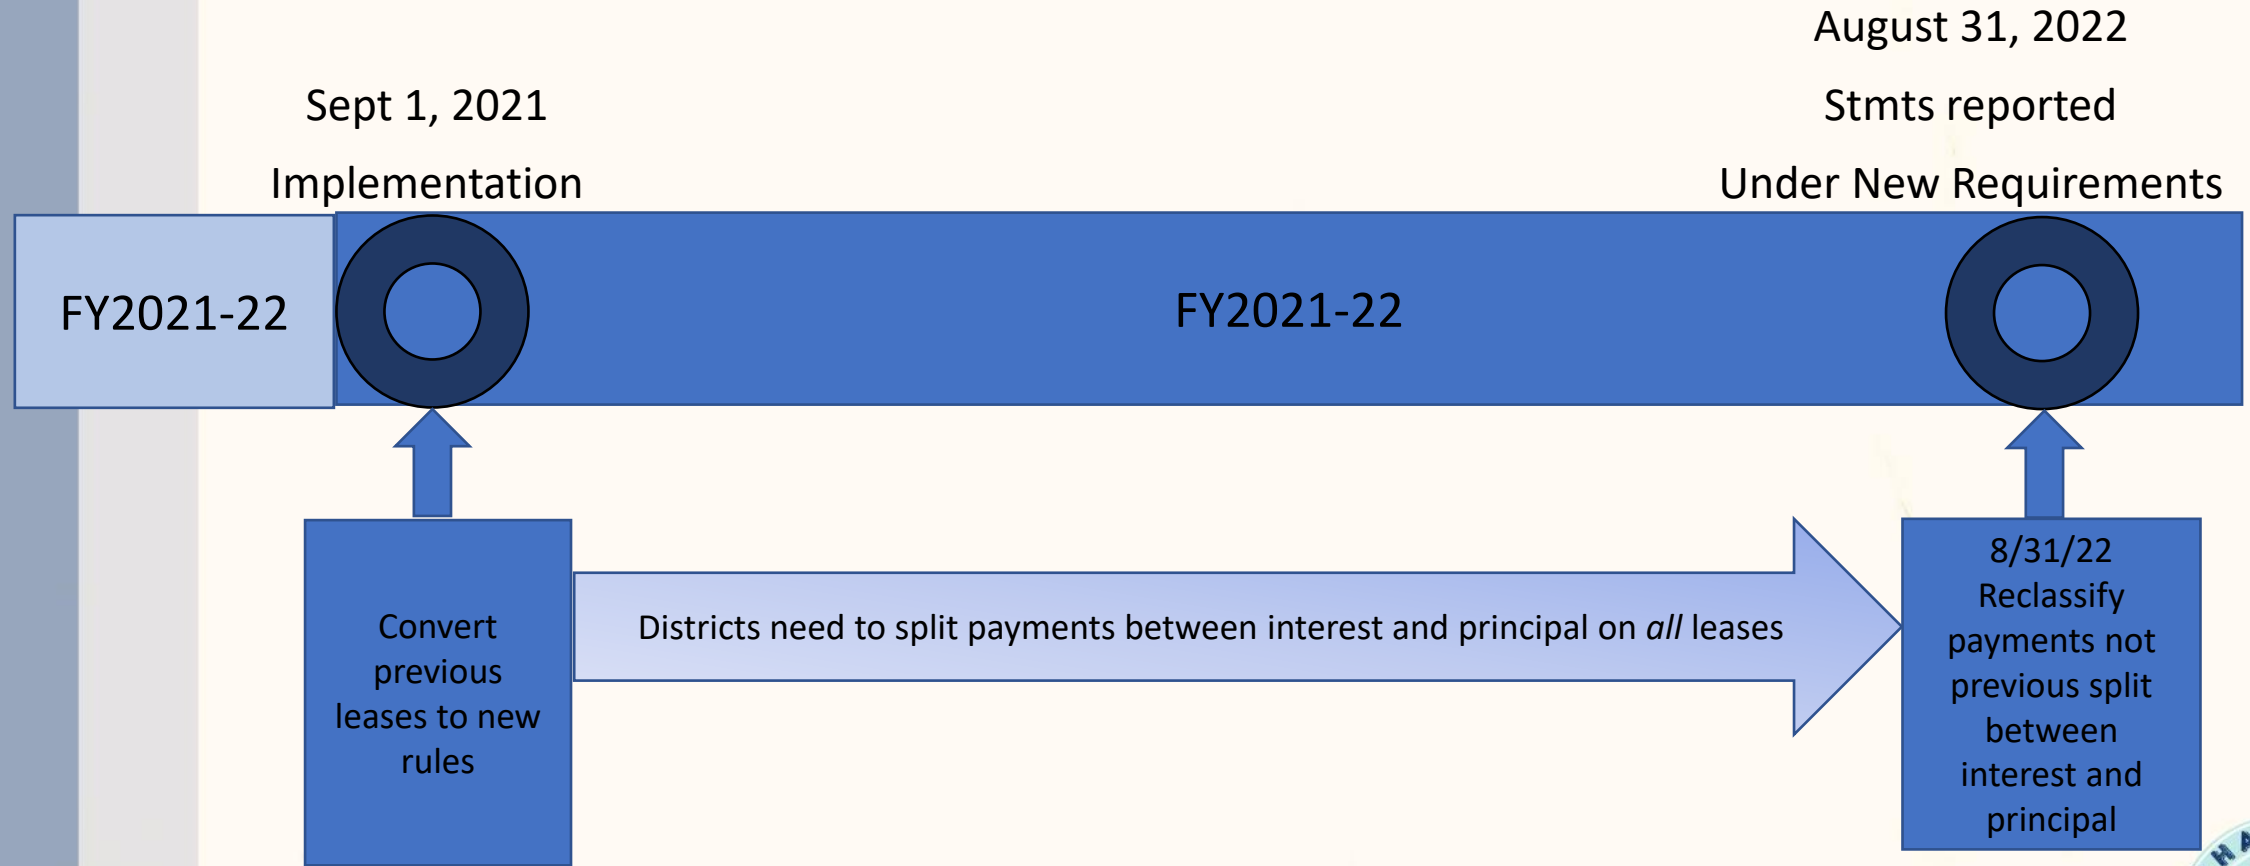 August 31, 2022
Sept 1, 2021
Stmts reported
Implementation
Under New Requirements
FY2021-22
FY2021-22
Convert
previous
leases to new
rules
Districts need to split payments between interest and principal on all leases
8/31/22
Reclassify
payments not
previous split
between
interest and
principal